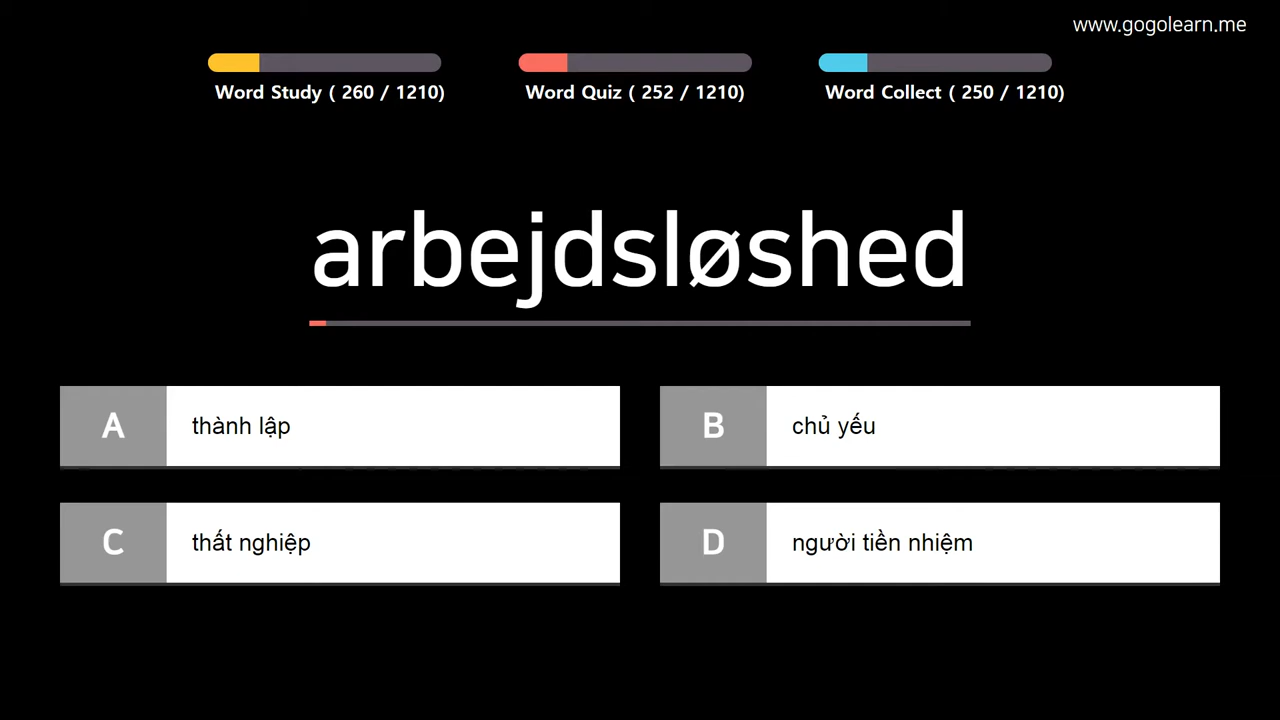 www.gogolearn.me
Word Study ( 260 / 1210)
Word Quiz ( 252 / 1210)
Word Collect ( 250 / 1210)
arbejdsløshed
A thành lập
B chủ yếu
C thất nghiệp
D người tiền nhiệm